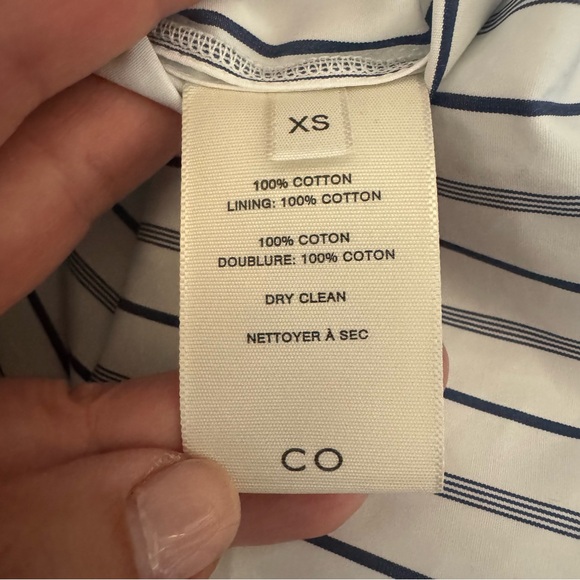 XS
100% COTTON
LINING: 100% COTTON
100% COTON
DOUBLURE: 100% COTON
DRY CLEAN
NETTOYER À SEC
CO